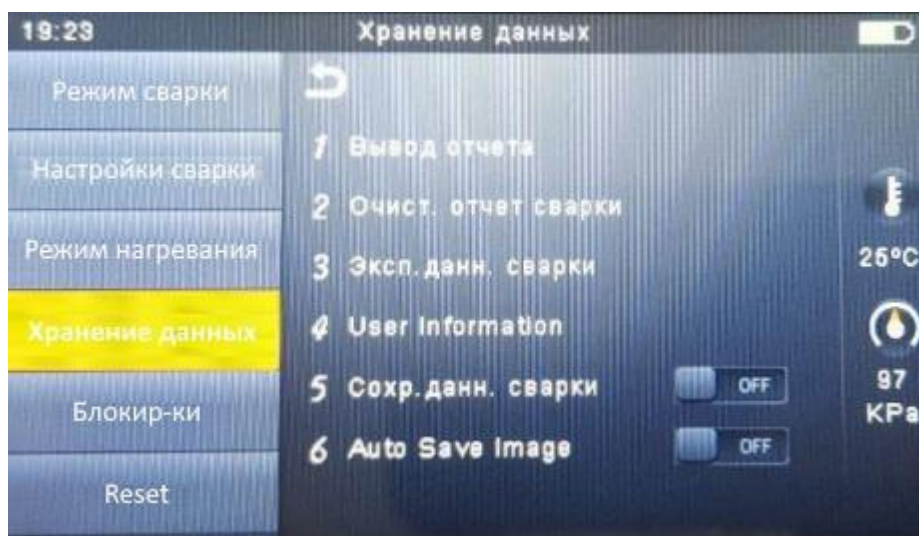 19:23 Хранение данных
Режим сварки
Настройки сварки
Режим нагревания
Хранение данных
Блокир-ки
Reset
1 Вывод отчета
2 Очист. отчет сварки
3 Эксп.данн. сварки
4 User Information
5 Сохр.данн. сварки OFF
6 Auto Save Image OFF
25°C
97
KPa